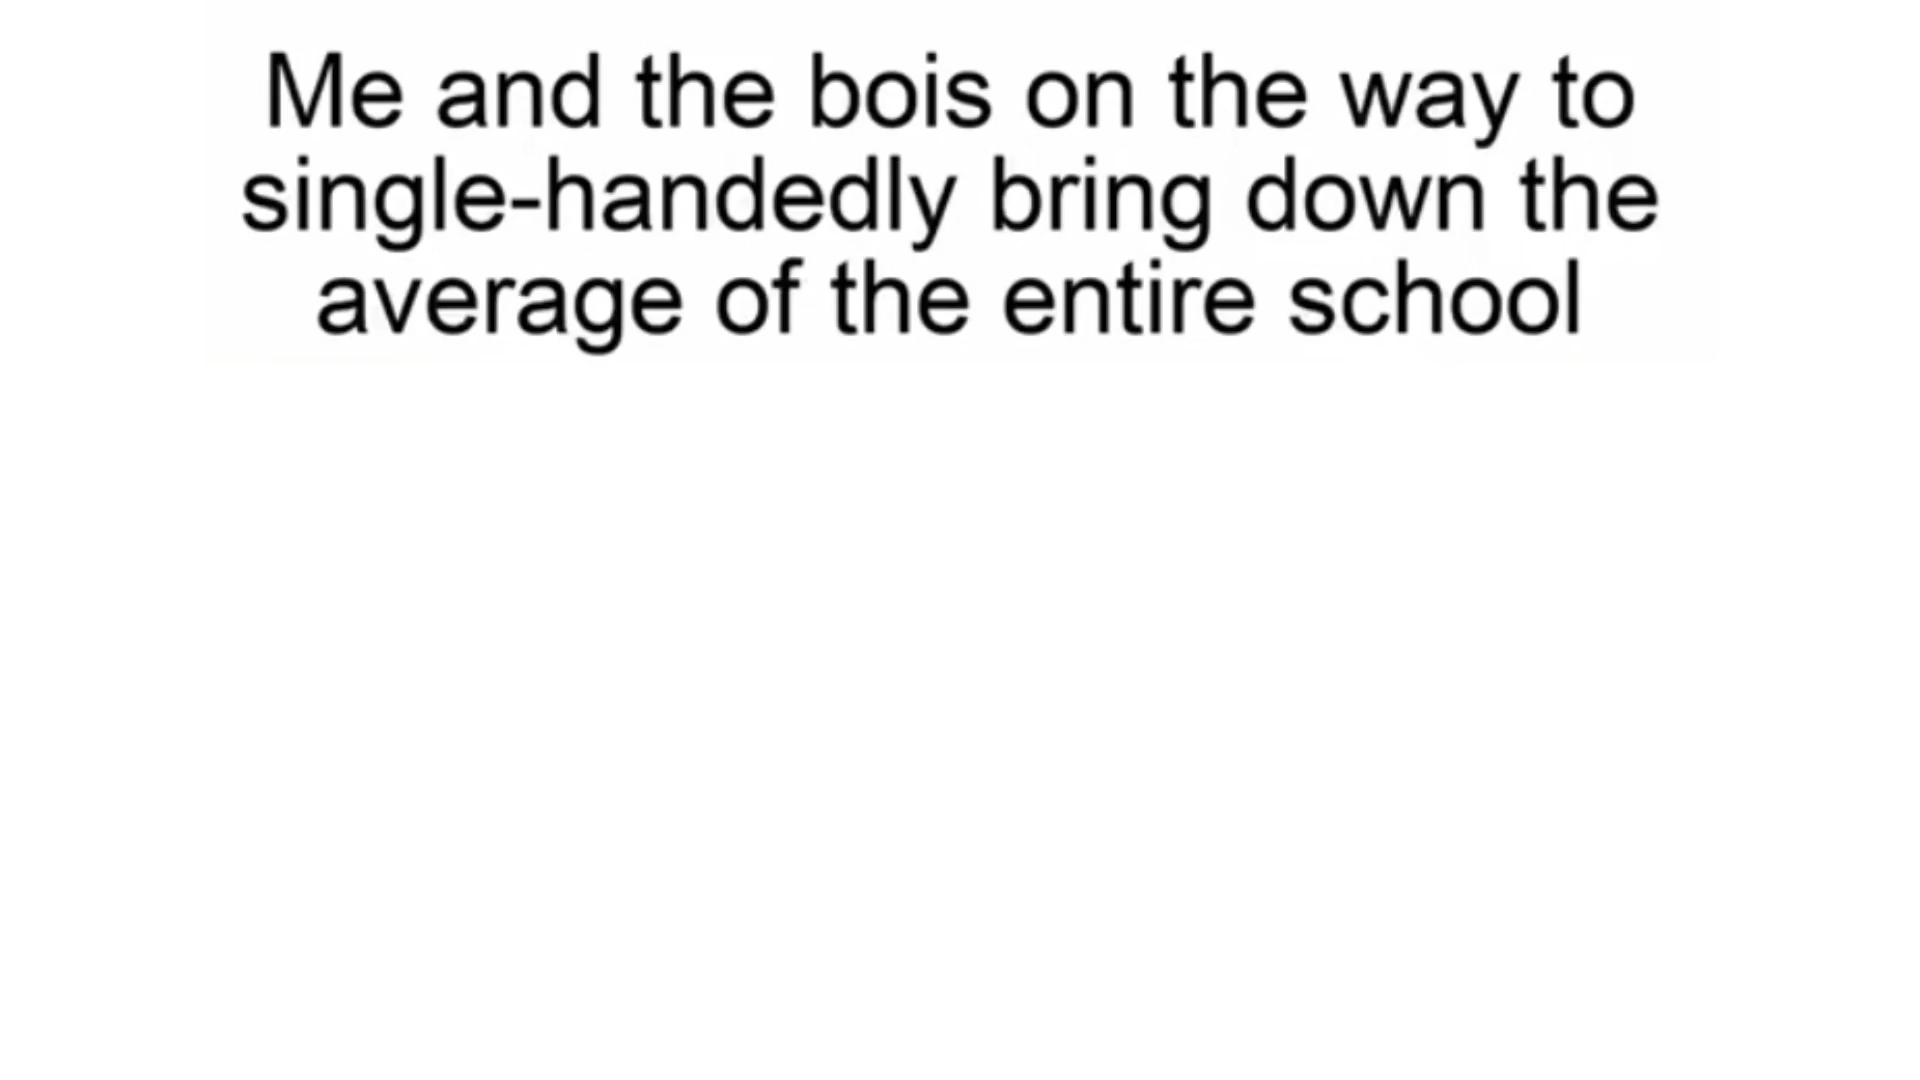 Me and the bois on the way to
single-handedly bring down the
average of the entire school